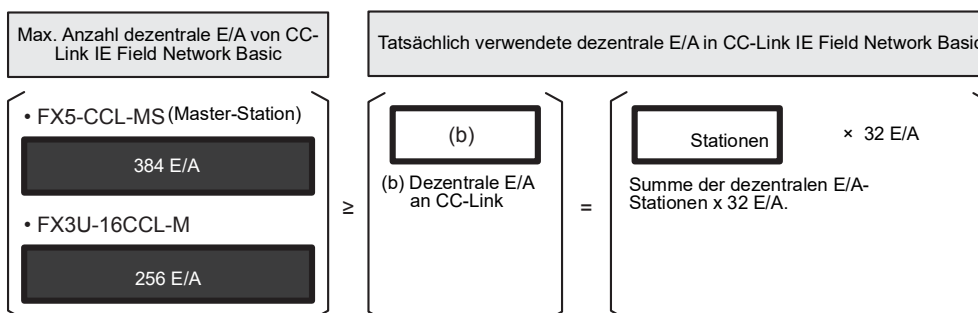 Max. Anzahl dezentrale E/A von CC-
Link IE Field Network Basic
Tatsächlich verwendete dezentrale E/A in CC-Link IE Field Network Basic
• FX5-CCL-MS (Master-Station)
384 E/A
• FX3U-16CCL-M
256 E/A
≥
(b)
(b) Dezentrale E/A
an CC-Link
=
Stationen × 32 E/A
Summe der dezentralen E/A-
Stationen x 32 E/A.